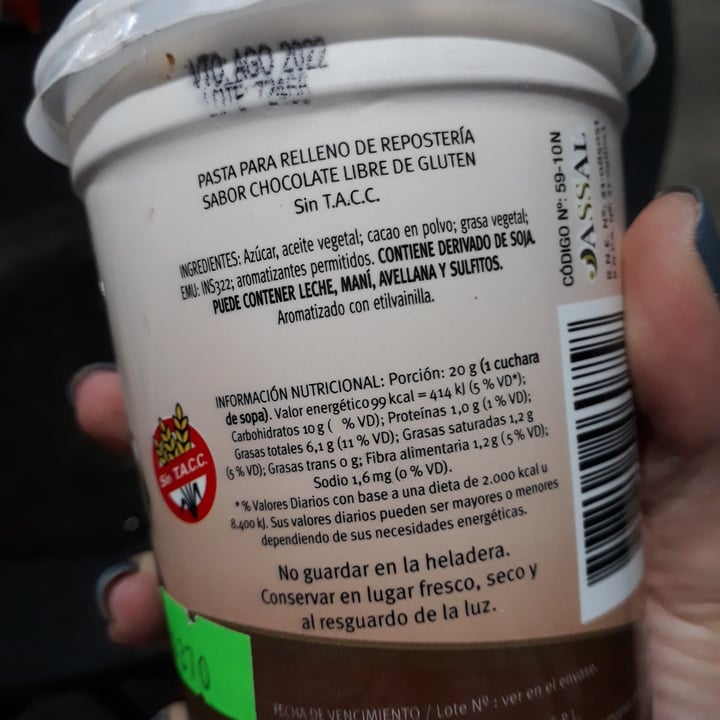 VTO: AGO 2022
LOTE
PASTA PARA RELLENO DE REPOSTERÍA
SABOR CHOCOLATE LIBRE DE GLUTEN
Sin T.A.C.C.
INGREDIENTES: Azúcar, aceite vegetal; cacao en polvo; grasa vegetal;
EMU: INS322; aromatizantes permitidos. CONTIENE DERIVADO DE SOJA.
PUEDE CONTENER LECHE, MANÍ, AVELLANA Y SULFITOS.
Aromatizado con etilvainilla.
INFORMACIÓN NUTRICIONAL: Porción: 20 g (1 cuchara
de sopa). Valor energético 99 kcal = 414 kJ (5 % VD*);
Carbohidratos 10 g ( % VD); Proteínas 1,0 g (1 % VD);
Grasas totales 6,1 g (11 % VD); Grasas saturadas 1,2 g
(5 % VD); Grasas trans 0 g; Fibra alimentaria 1,2 g (5% VD);
Sodio 1,6 mg (0 % VD).
* % Valores Diarios con base a una dieta de 2.000 kcal u
8.400 kJ. Sus valores diarios pueden ser mayores o menores
dependiendo de sus necesidades energéticas.
No guardar en la heladera.
Conservar en lugar fresco, seco y
al resguardo de la luz.
Sin T.A.C.C.
CÓDIGO Nº: 59-10N
JASSAL
870
FECHA DE VENCIMIENTO / Lote Nº : ver en el envase.